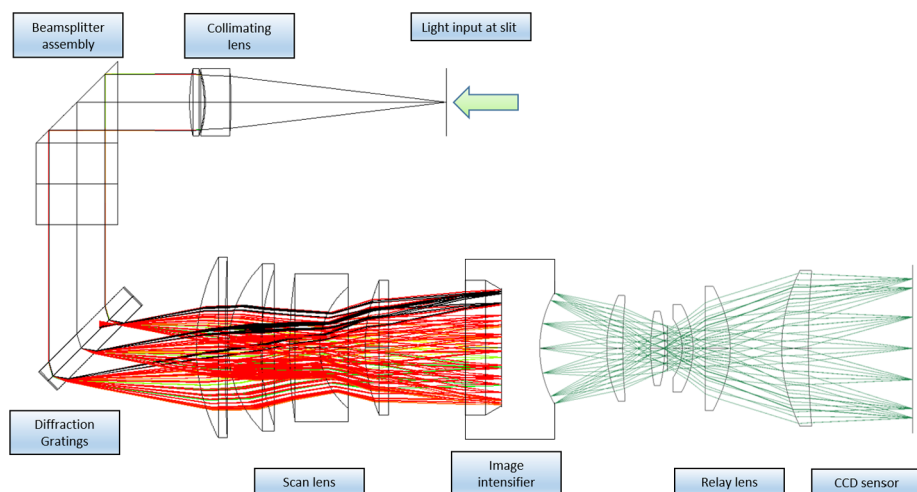 Beamsplitter
assembly
Collimating
lens
Light input at slit
Diffraction
Gratings
Scan lens
Image
intensifier
Relay lens
CCD sensor